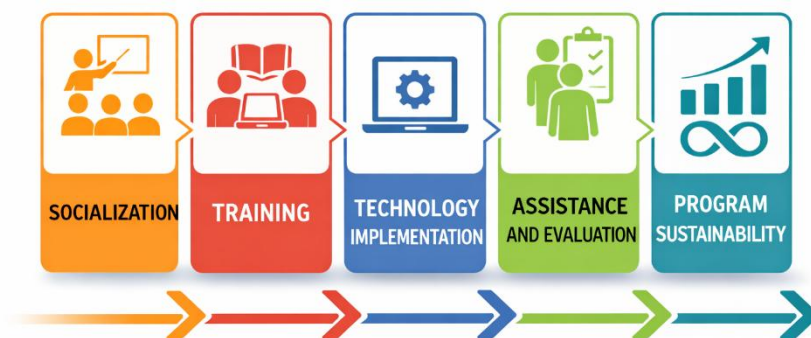 SOCIALIZATION
TRAINING
TECHNOLOGY
IMPLEMENTATION
ASSISTANCE
AND EVALUATION
PROGRAM
SUSTAINABILITY